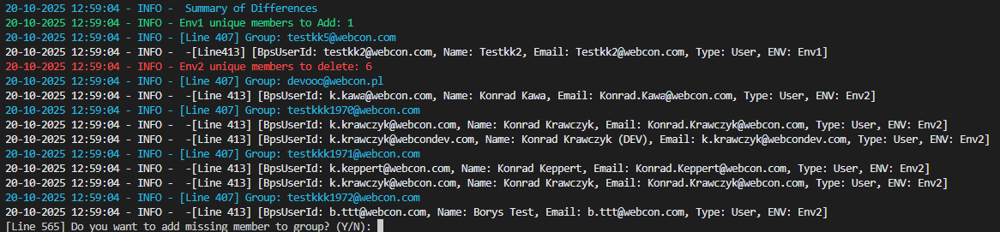 20-10-2025 12:59:04 - INFO -  Summary of Differences
20-10-2025 12:59:04 - INFO - Env1 unique members to Add: 1
20-10-2025 12:59:04 - INFO - [Line 407] Group: testkk5@webcon.com
20-10-2025 12:59:04 - INFO -  -[Line413] [BpsUserId: testkk2@webcon.com, Name: Testkk2, Email: Testkk2@webcon.com, Type: User, ENV: Env1]
20-10-2025 12:59:04 - INFO - Env2 unique members to delete: 6
20-10-2025 12:59:04 - INFO - [Line 407] Group: devooo@webcon.pl
20-10-2025 12:59:04 - INFO -  -[Line 413] [BpsUserId: k.kawa@webcon.com, Name: Konrad Kawa, Email: Konrad.Kawa@webcon.com, Type: User, ENV: Env2]
20-10-2025 12:59:04 - INFO - [Line 407] Group: testkkk1970@webcon.com
20-10-2025 12:59:04 - INFO -  -[Line 413] [BpsUserId: k.krawczyk@webcon.com, Name: Konrad Krawczyk, Email: Konrad.Krawczyk@webcon.com, Type: User, ENV: Env2]
20-10-2025 12:59:04 - INFO -  -[Line 413] [BpsUserId: k.krawczyk@webcondev.com, Name: Konrad Krawczyk (DEV), Email: k.krawczyk@webcondev.com, Type: User, ENV: Env2]
20-10-2025 12:59:04 - INFO - [Line 407] Group: testkkk1971@webcon.com
20-10-2025 12:59:04 - INFO -  -[Line 413] [BpsUserId: k.keppert@webcon.com, Name: Konrad Keppert, Email: Konrad.Keppert@webcon.com, Type: User, ENV: Env2]
20-10-2025 12:59:04 - INFO -  -[Line 413] [BpsUserId: k.krawczyk@webcon.com, Name: Konrad Krawczyk, Email: Konrad.Krawczyk@webcon.com, Type: User, ENV: Env2]
20-10-2025 12:59:04 - INFO - [Line 407] Group: testkkk1972@webcon.com
20-10-2025 12:59:04 - INFO -  -[Line 413] [BpsUserId: b.ttt@webcon.com, Name: Borys Test, Email: b.ttt@webcon.com, Type: User, ENV: Env2]
[Line 565] Do you want to add missing member to group? (Y/N):